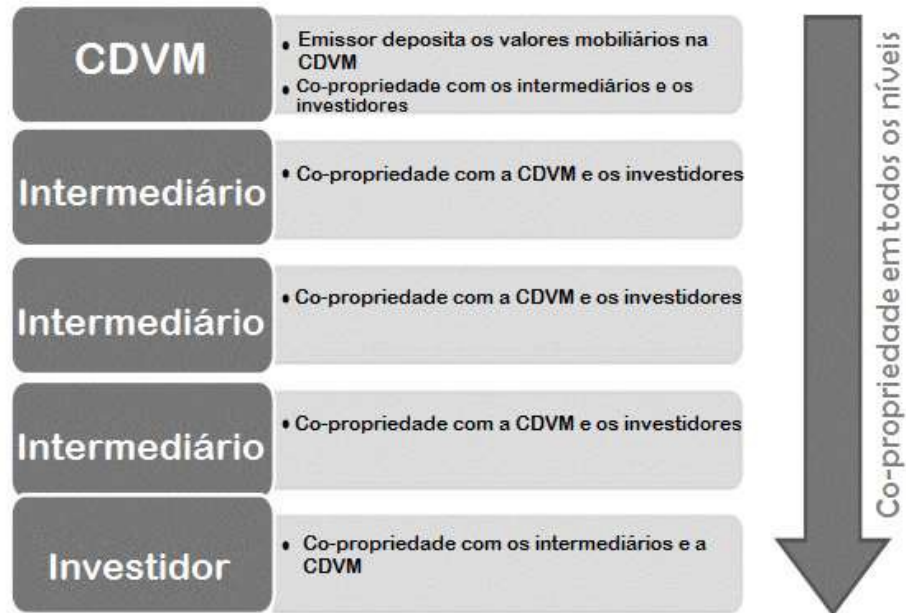 CDVM
• Emissor deposita os valores mobiliários na
CDVM
• Co-propriedade com os intermediários e os
investidores
Intermediário
• Co-propriedade com a CDVM e os investidores
Intermediário
• Co-propriedade com a CDVM e os investidores
Intermediário
• Co-propriedade com a CDVM e os investidores
Investidor
• Co-propriedade com os intermediários e a
CDVM
Co-propriedade em todos os níveis